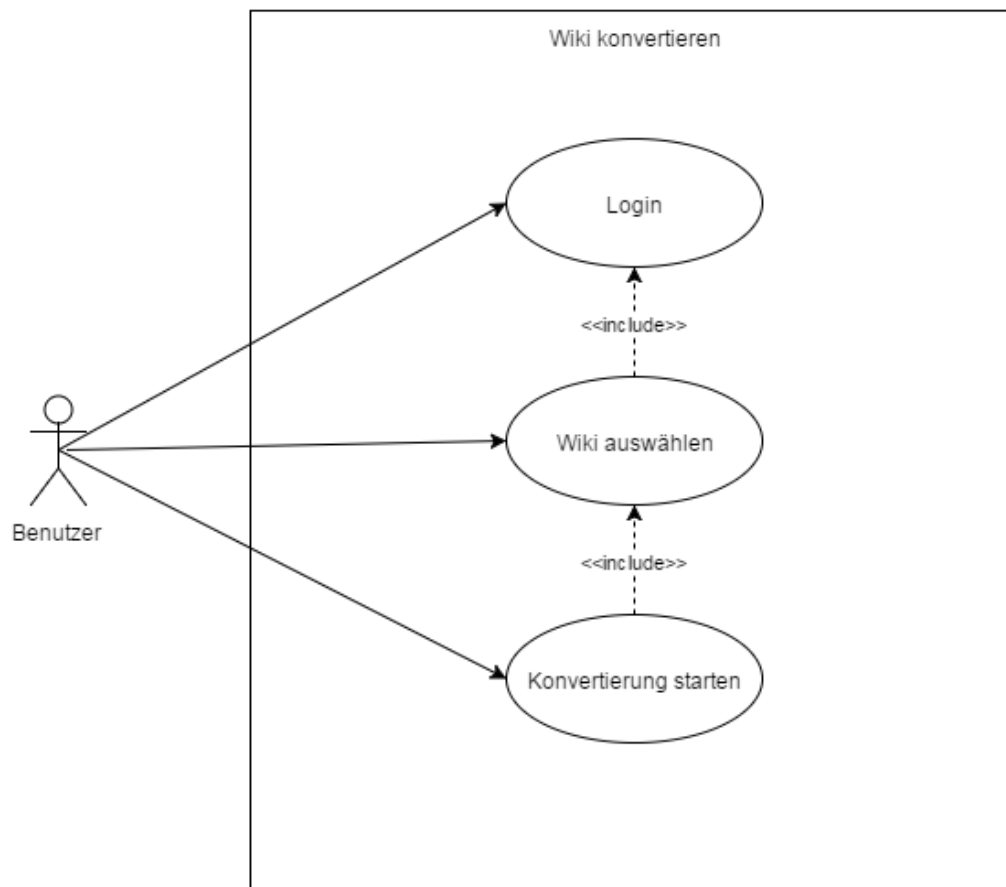 Wiki konvertieren
Login
<<include>>
Wiki auswählen
<<include>>
Benutzer
Konvertierung starten